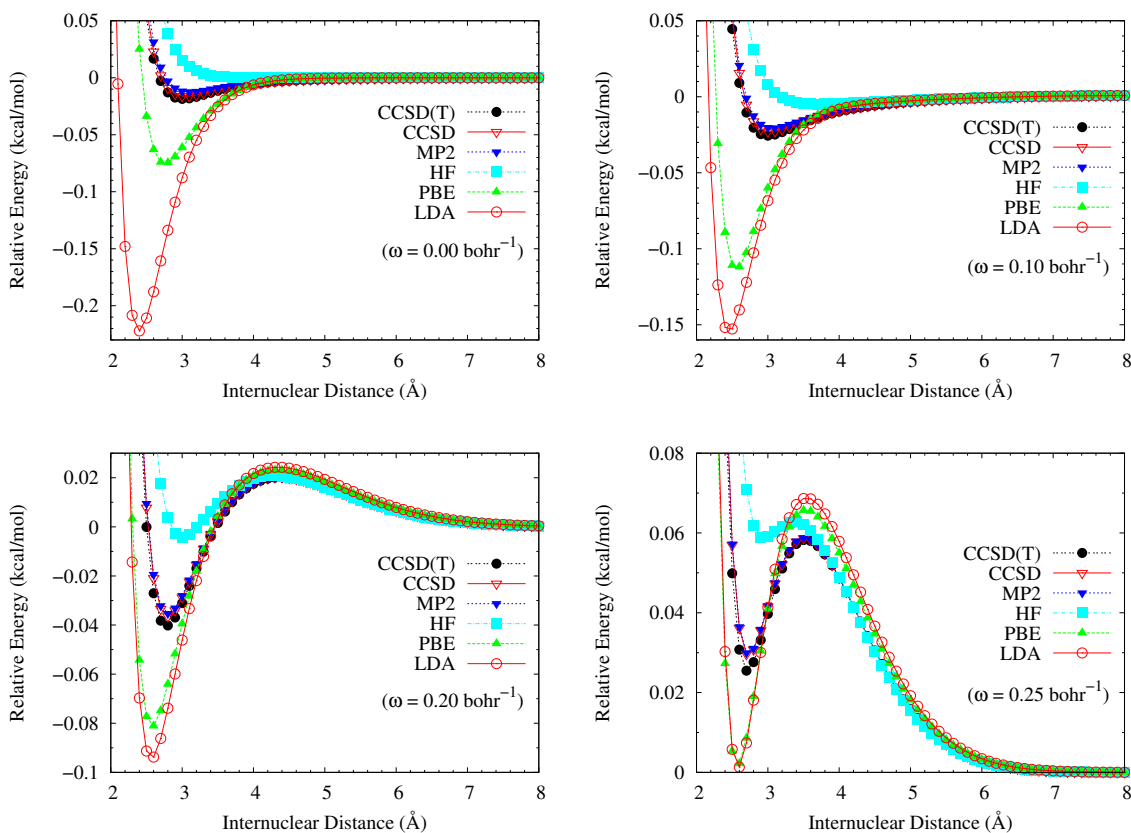 Relative Energy (kcal/mol)
0.05
0
−0.05
−0.1
−0.15
−0.2
CCSD(T)
CCSD
MP2
HF
PBE
LDA
(ω = 0.00 bohr⁻¹)
2 3 4 5 6 7 8
Internuclear Distance (Å)
Relative Energy (kcal/mol)
0.05
0
−0.05
−0.1
−0.15
CCSD(T)
CCSD
MP2
HF
PBE
LDA
(ω = 0.10 bohr⁻¹)
2 3 4 5 6 7 8
Internuclear Distance (Å)
Relative Energy (kcal/mol)
0.02
0
−0.02
−0.04
−0.06
−0.08
−0.1
CCSD(T)
CCSD
MP2
HF
PBE
LDA
(ω = 0.20 bohr⁻¹)
2 3 4 5 6 7 8
Internuclear Distance (Å)
Relative Energy (kcal/mol)
0.08
0.06
0.04
0.02
0
CCSD(T)
CCSD
MP2
HF
PBE
LDA
(ω = 0.25 bohr⁻¹)
2 3 4 5 6 7 8
Internuclear Distance (Å)